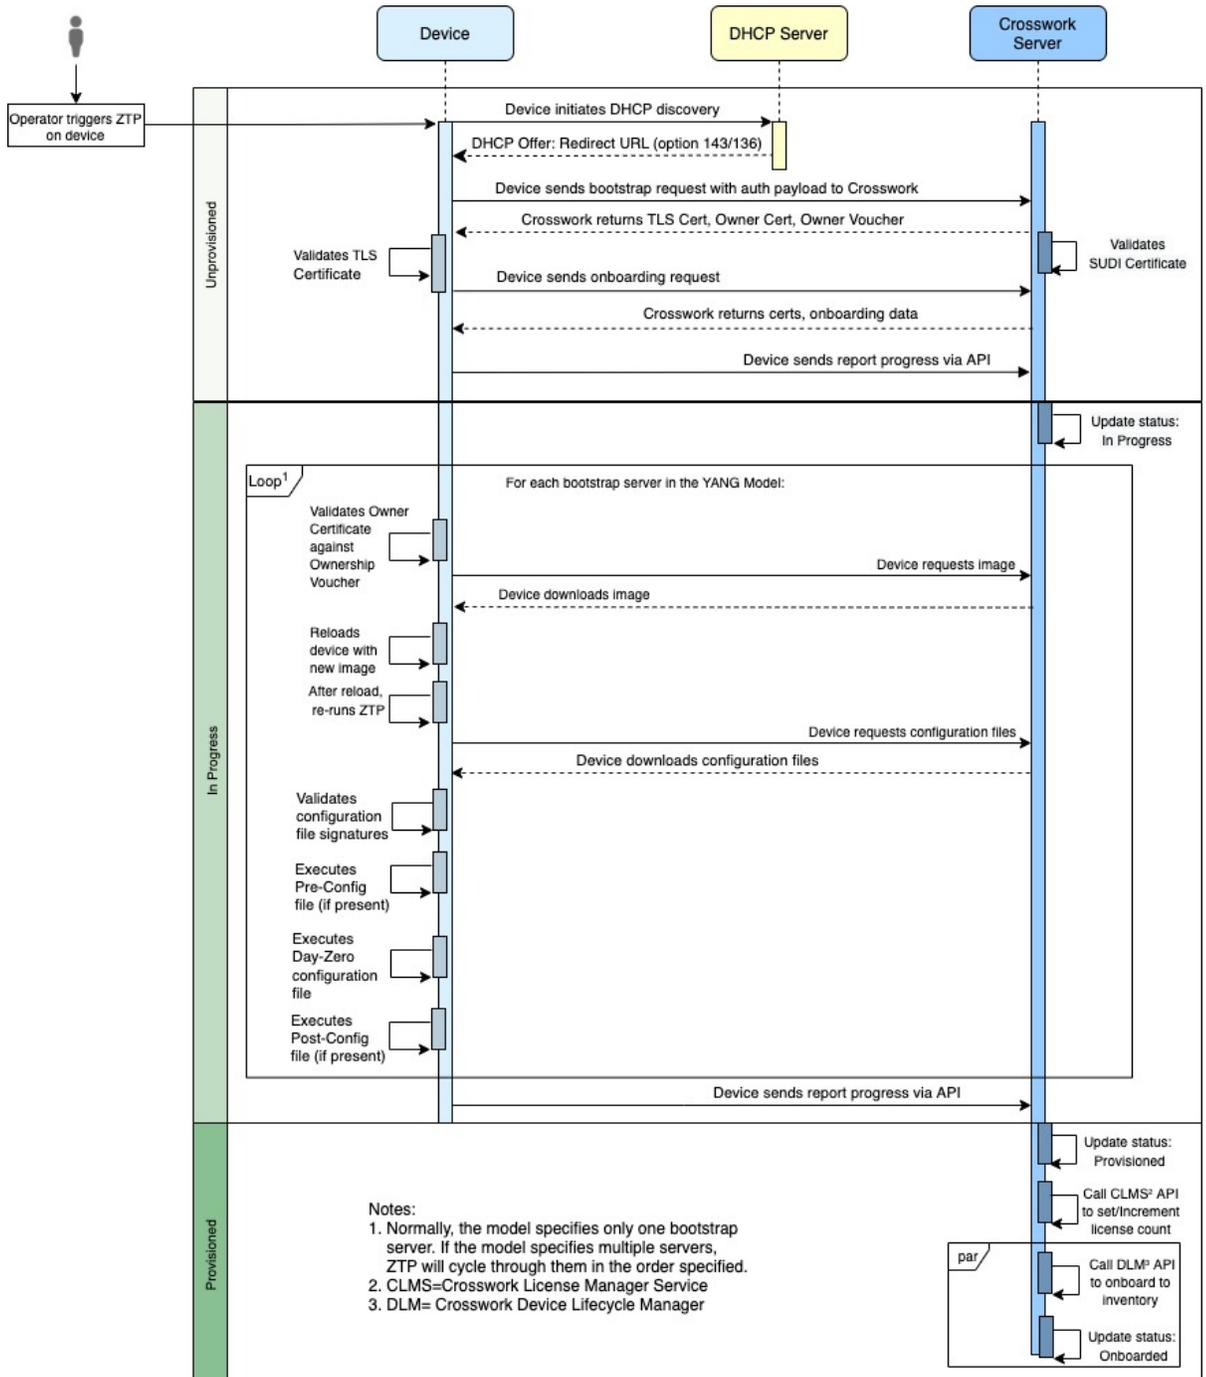 Device
DHCP Server
Crosswork
Server
Operator triggers ZTP
on device
Unprovisioned
Device initiates DHCP discovery
DHCP Offer: Redirect URL (option 143/136)
Device sends bootstrap request with auth payload to Crosswork
Crosswork returns TLS Cert, Owner Cert, Owner Voucher
Validates TLS
Certificate
Validates
SUDI Certificate
Device sends onboarding request
Crosswork returns certs, onboarding data
Device sends report progress via API
In Progress
Update status:
In Progress
Loop¹
For each bootstrap server in the YANG Model:
Validates Owner
Certificate
against
Ownership
Voucher
Device requests image
Device downloads image
Reloads
device with
new image
After reload,
re-runs ZTP
Device requests configuration files
Device downloads configuration files
Validates
configuration
file signatures
Executes
Pre-Config
file (if present)
Executes
Day-Zero
configuration
file
Executes
Post-Config
file (if present)
Device sends report progress via API
Provisioned
Update status:
Provisioned
Call CLMS² API
to set/Increment
license count
par
Call DLM³ API
to onboard to
inventory
Update status:
Onboarded
Notes:
1. Normally, the model specifies only one bootstrap
server. If the model specifies multiple servers,
ZTP will cycle through them in the order specified.
2. CLMS=Crosswork License Manager Service
3. DLM= Crosswork Device Lifecycle Manager